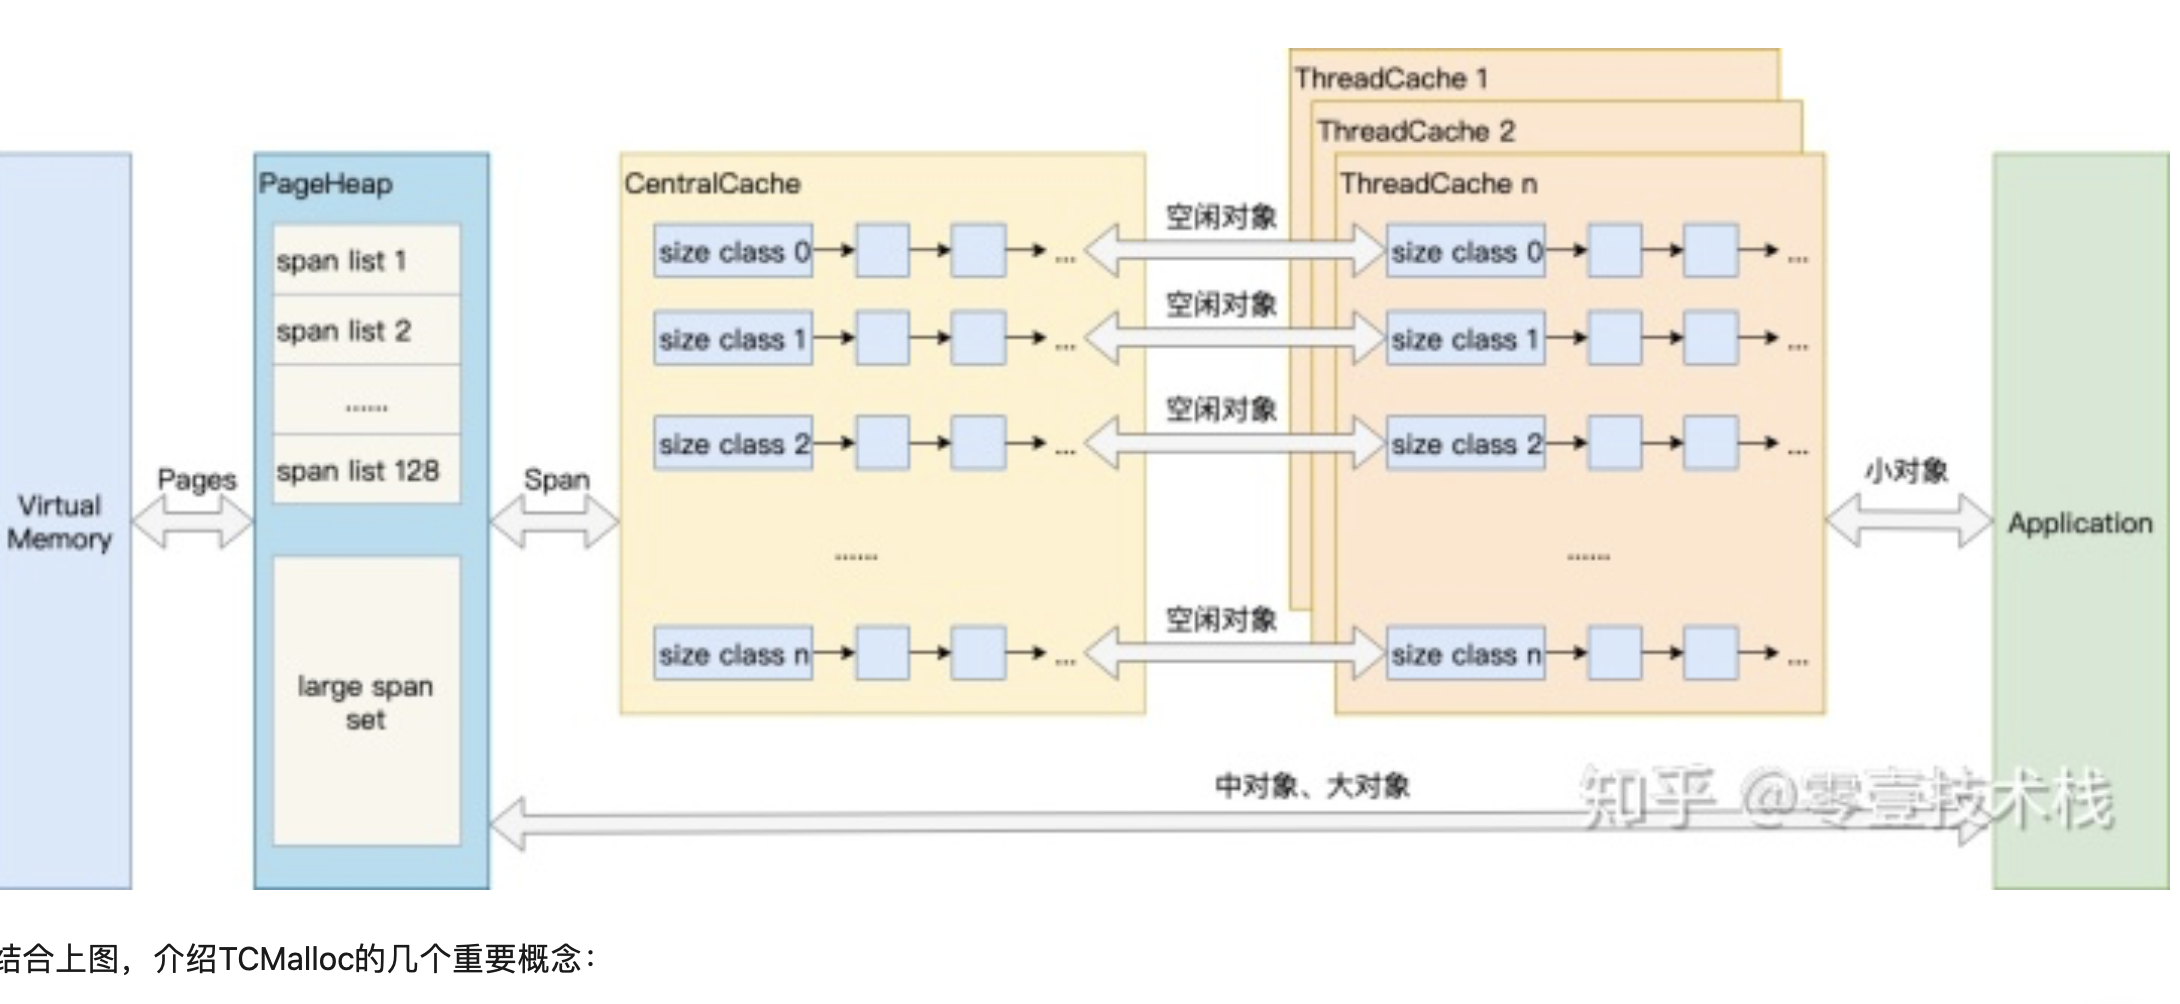 ThreadCache 1
ThreadCache 2
ThreadCache n
PageHeap
CentralCache
span list 1
span list 2
......
span list 128
large span
set
Virtual
Memory
Pages
Span
size class 0
...
size class 1
...
size class 2
...
......
size class n
...
空闲对象
空闲对象
空闲对象
空闲对象
size class 0
...
size class 1
...
size class 2
...
......
size class n
...
小对象
Application
中对象、大对象
知乎 @零壹技术栈
结合上图，介绍TCMalloc的几个重要概念：